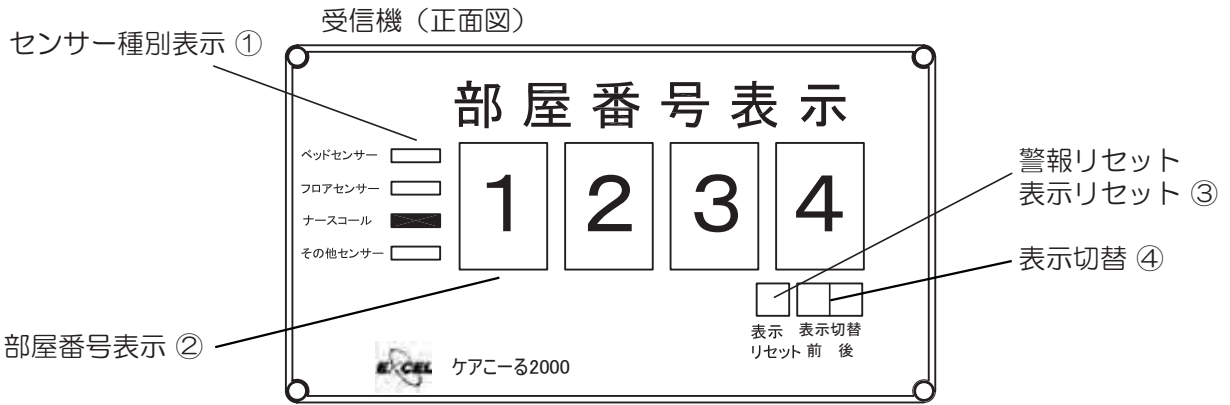 受信機（正面図）
センサー種別表示 ①
部屋番号表示
ベッドセンサー
フロアセンサー
ナースコール
その他センサー
1 2 3 4
警報リセット
表示リセット ③
表示切替 ④
表示 表示切替
リセット 前 後
部屋番号表示 ②
EXCEL ケアこーる2000